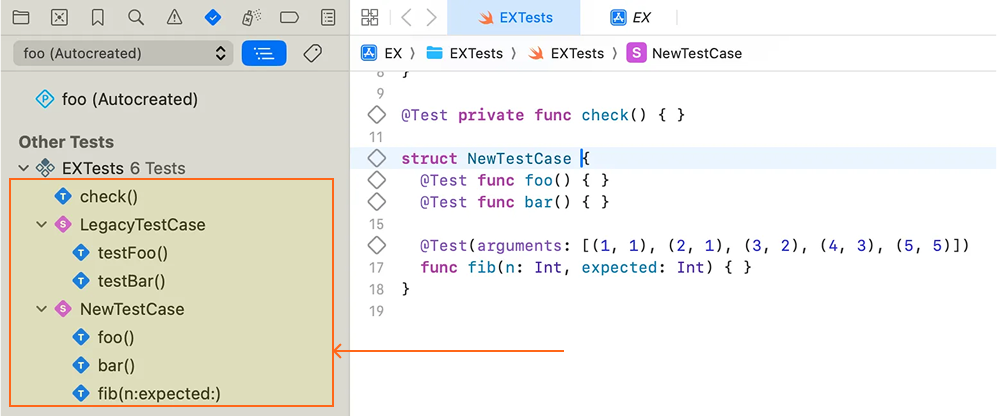 foo (Autocreated)
foo (Autocreated)
Other Tests
EXTests 6 Tests
check()
LegacyTestCase
testFoo()
testBar()
NewTestCase
foo()
bar()
fib(n:expected:)
EXTests
EX
EX 〉 EXTests 〉 EXTests 〉 S NewTestCase
8 }
9
@Test private func check() { }
11
struct NewTestCase {
@Test func foo() { }
@Test func bar() { }
15
@Test(arguments: [(1, 1), (2, 1), (3, 2), (4, 3), (5, 5)])
17 func fib(n: Int, expected: Int) { }
18 }
19